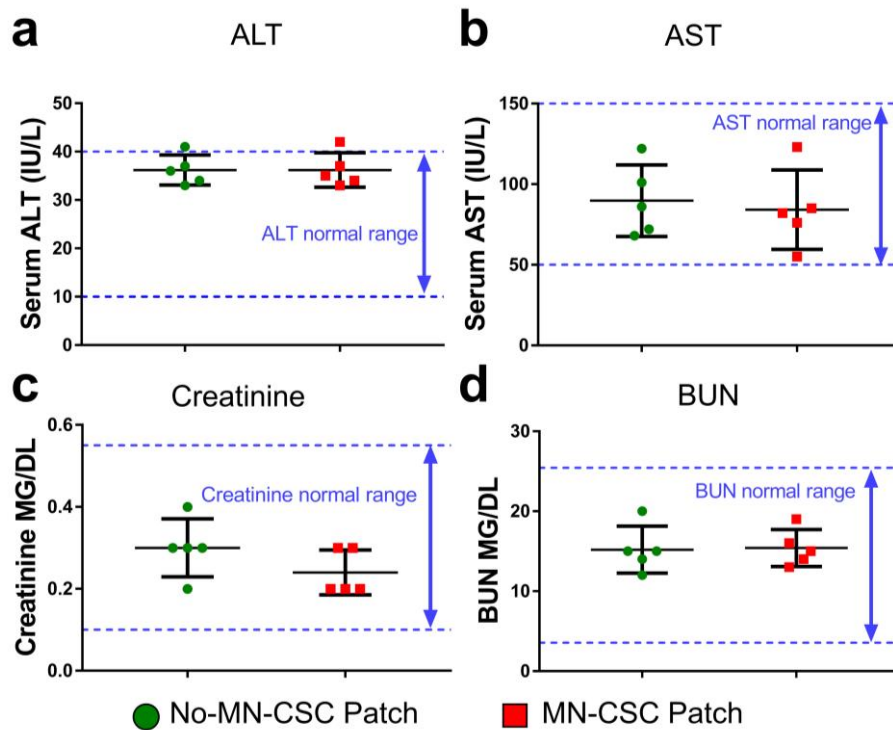 a
ALT
Serum ALT (IU/L)
50
40
30
20
10
0
ALT normal range
b
AST
Serum AST (IU/L)
150
100
50
0
AST normal range
c
Creatinine
Creatinine MG/DL
0.6
0.4
0.2
0.0
Creatinine normal range
d
BUN
BUN MG/DL
30
20
10
0
BUN normal range
No-MN-CSC Patch
MN-CSC Patch